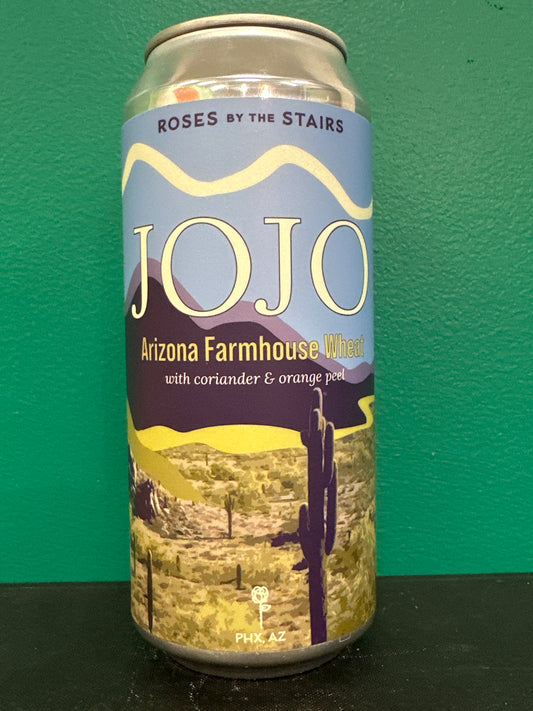 ROSES BY THE STAIRS
JOJO
Arizona Farmhouse Wheat
with coriander & orange peel
PHX, AZ